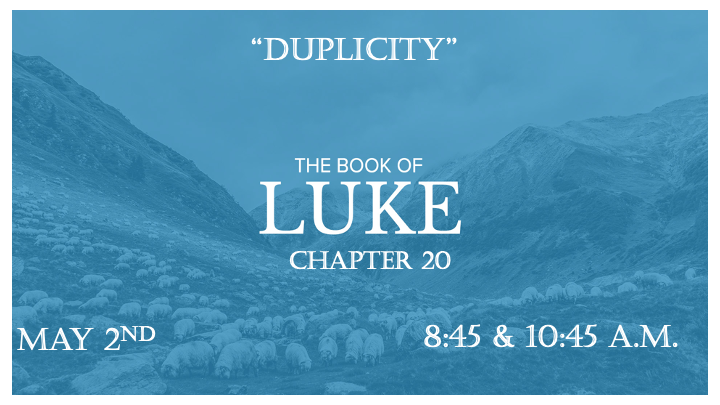 “DUPLICITY”
THE BOOK OF
LUKE
CHAPTER 20
MAY 2ND
8:45 & 10:45 A.M.